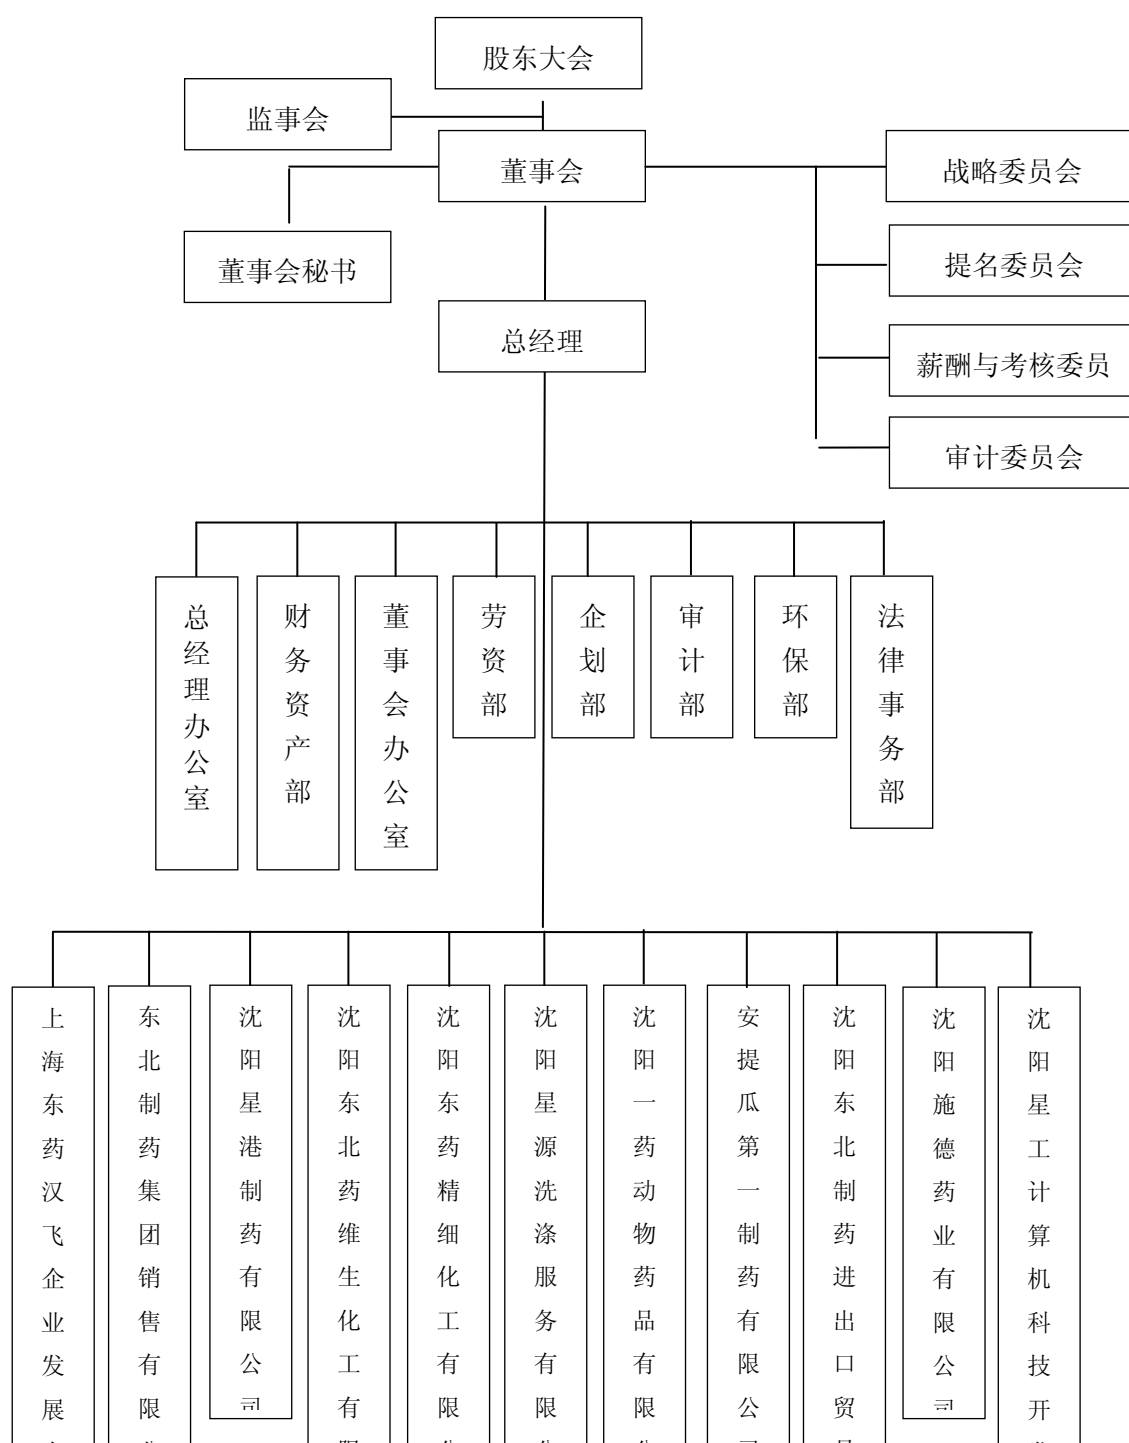 股东大会
监事会
董事会
战略委员会
董事会秘书
提名委员会
总经理
薪酬与考核委员
审计委员会
总经理办公室
财务资产部
董事会办公室
劳资部
企划部
审计部
环保部
法律事务部
上海东药汉飞企业发展
东北制药集团销售有限
沈阳星港制药有限公司
沈阳东北药维生化工有
沈阳东药精细化工有限
沈阳星源洗涤服务有限
沈阳一药动物药品有限
安提瓜第一制药有限公
沈阳东北制药进出口贸
沈阳施德药业有限公司
沈阳星工计算机科技开